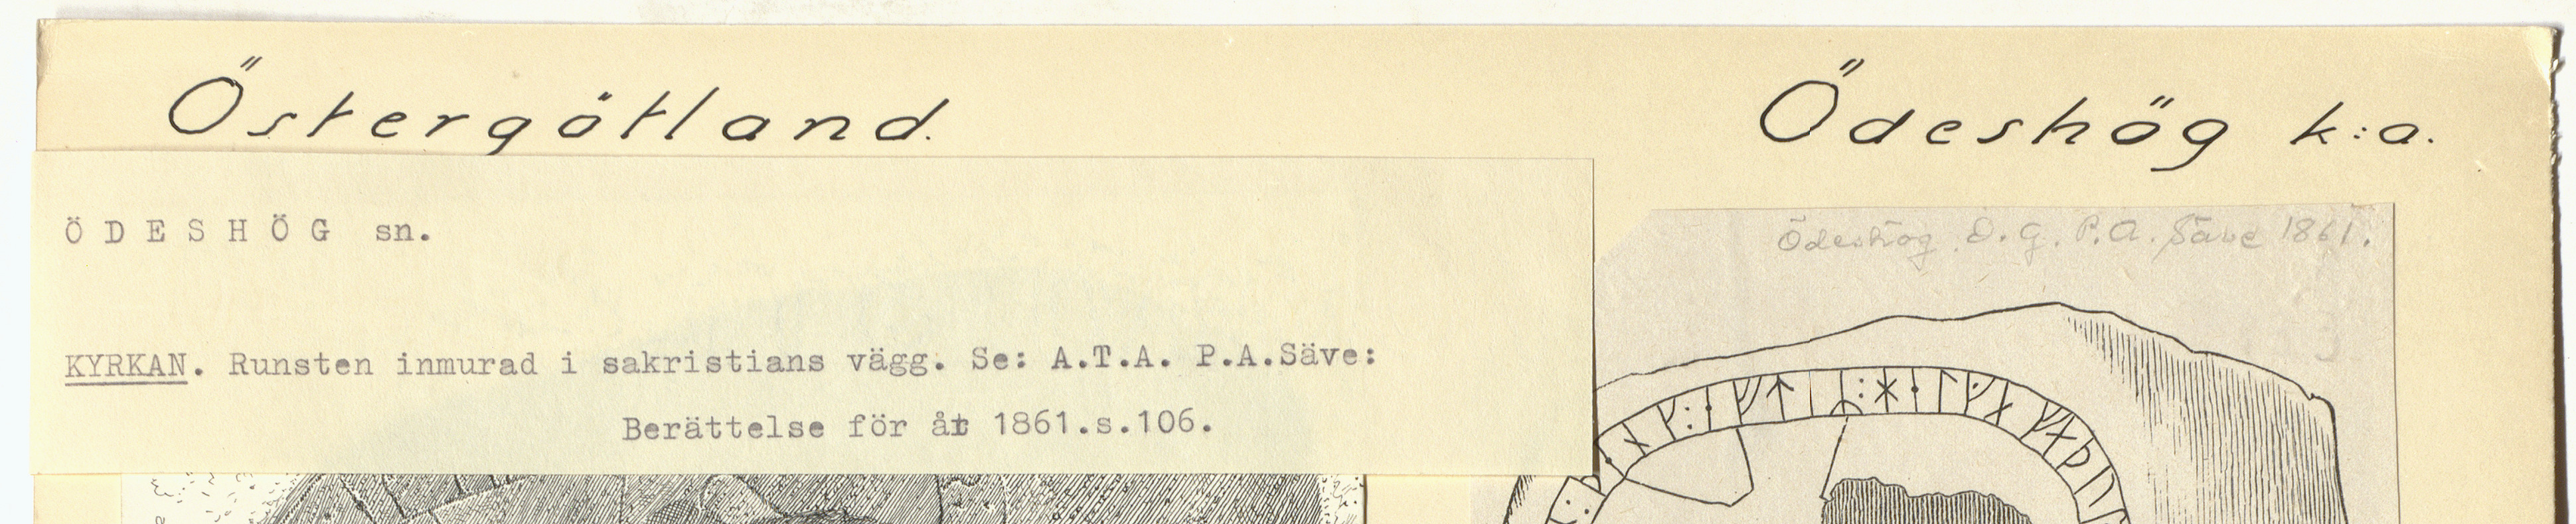 Östergötland.
Ödeshög k:a.
ÖDESHÖG sn.
KYRKAN. Runsten inmurad i sakristians vägg. Se: A.T.A. P.A.Säve:
Berättelse för år 1861.s.106.
Ödeshög. Ö.G. P.A. Säve 1861.